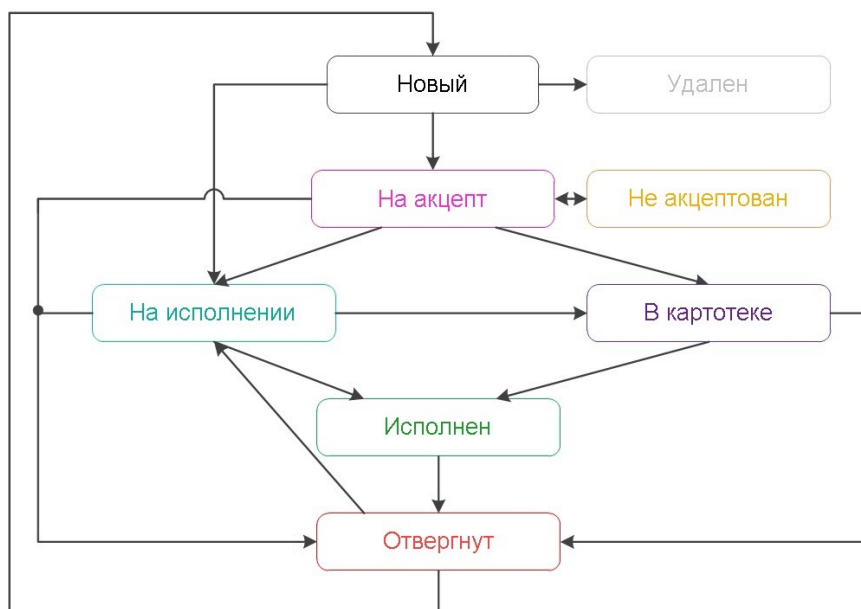 Новый
Удален
На акцепт
Не акцептован
На исполнении
В картотеке
Исполнен
Отвергнут